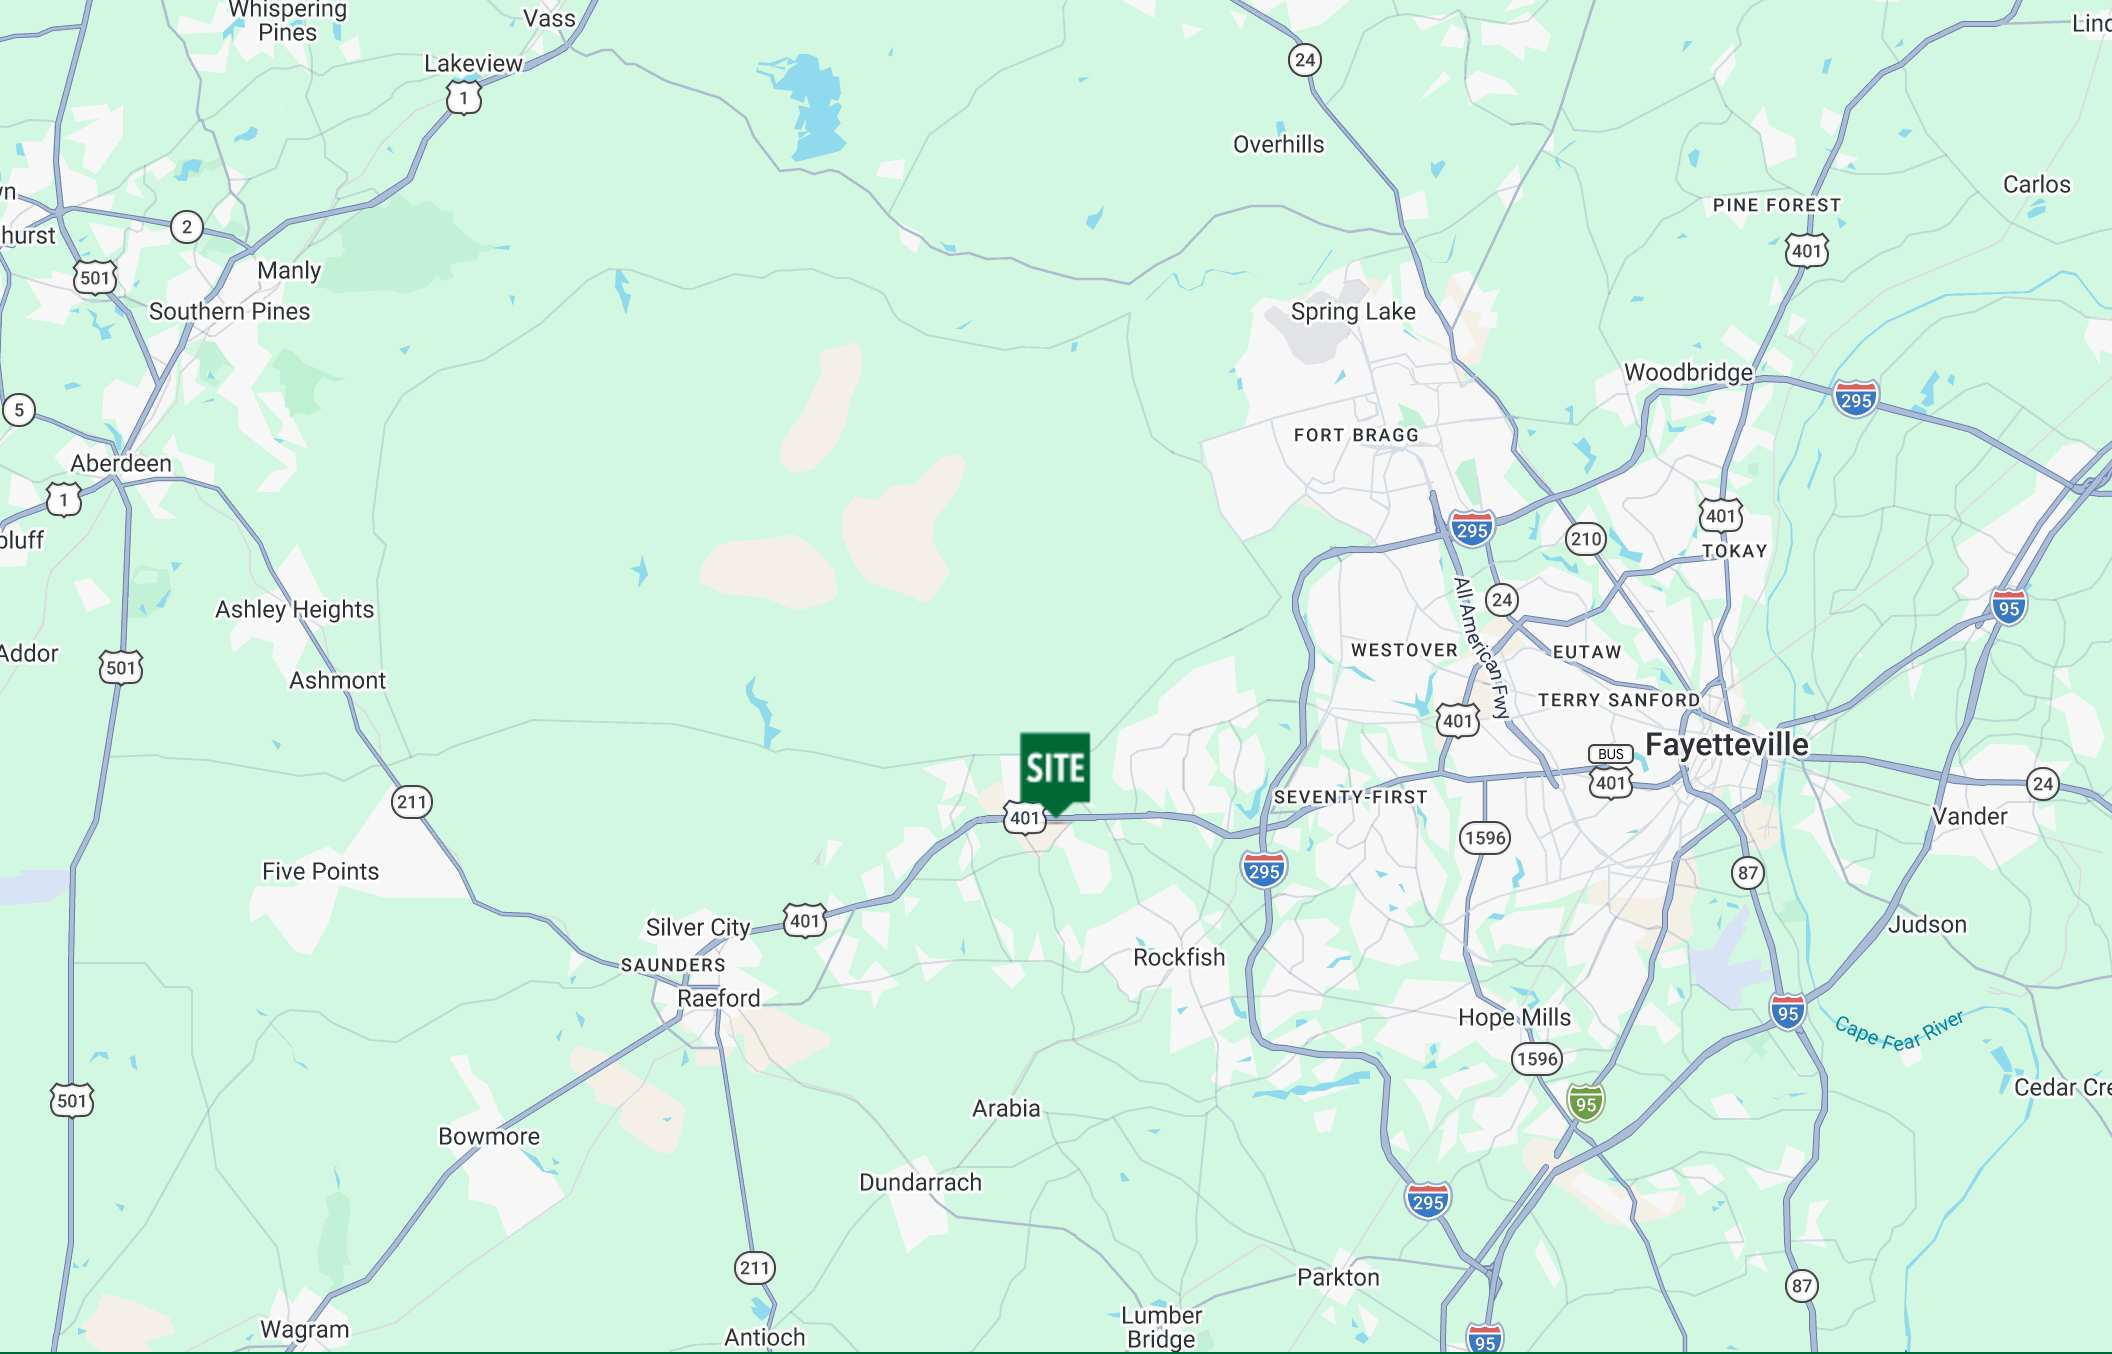 Whispering
Pines
Vass
Linc
Lakeview
1
24
Overhills
Carlos
vn
PINE FOREST
2
hurst
401
Manly
501
Southern Pines
Spring Lake
Woodbridge
295
5
FORT BRAGG
Aberdeen
1
401
295
210
bluff
TOKAY
All American Fwy
24
95
Ashley Heights
Addor
WESTOVER
EUTAW
501
Ashmont
TERRY SANFORD
401
Fayetteville
BUS
401
SITE
24
SEVENTY-FIRST
211
401
Vander
1596
295
87
Five Points
Silver City
401
Judson
SAUNDERS
Rockfish
Raeford
95
Hope Mills
Cape Fear River
1596
Cedar Cre
501
95
Arabia
Bowmore
Dundarrach
295
211
Parkton
87
Lumber
Bridge
Wagram
Antioch
95